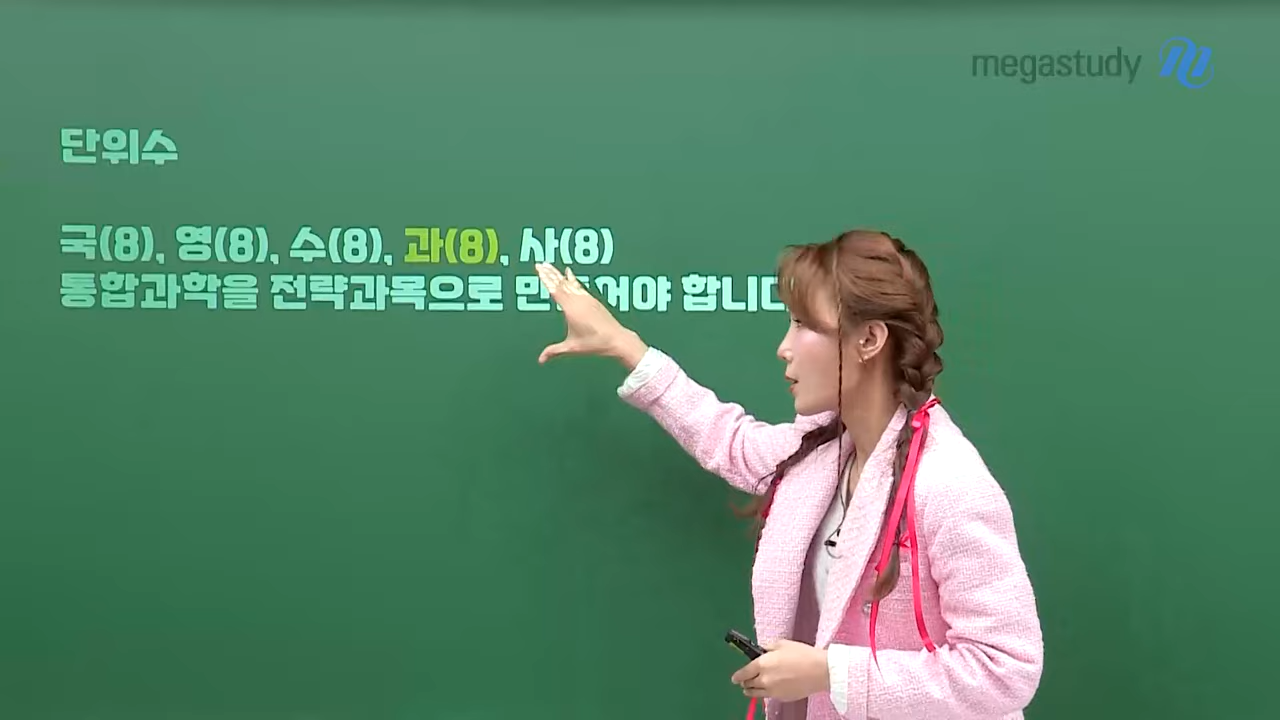 megastudy
단위수
국(8), 영(8), 수(8), 과(8), 사(8)
통합과학을 전략과목으로 합니다